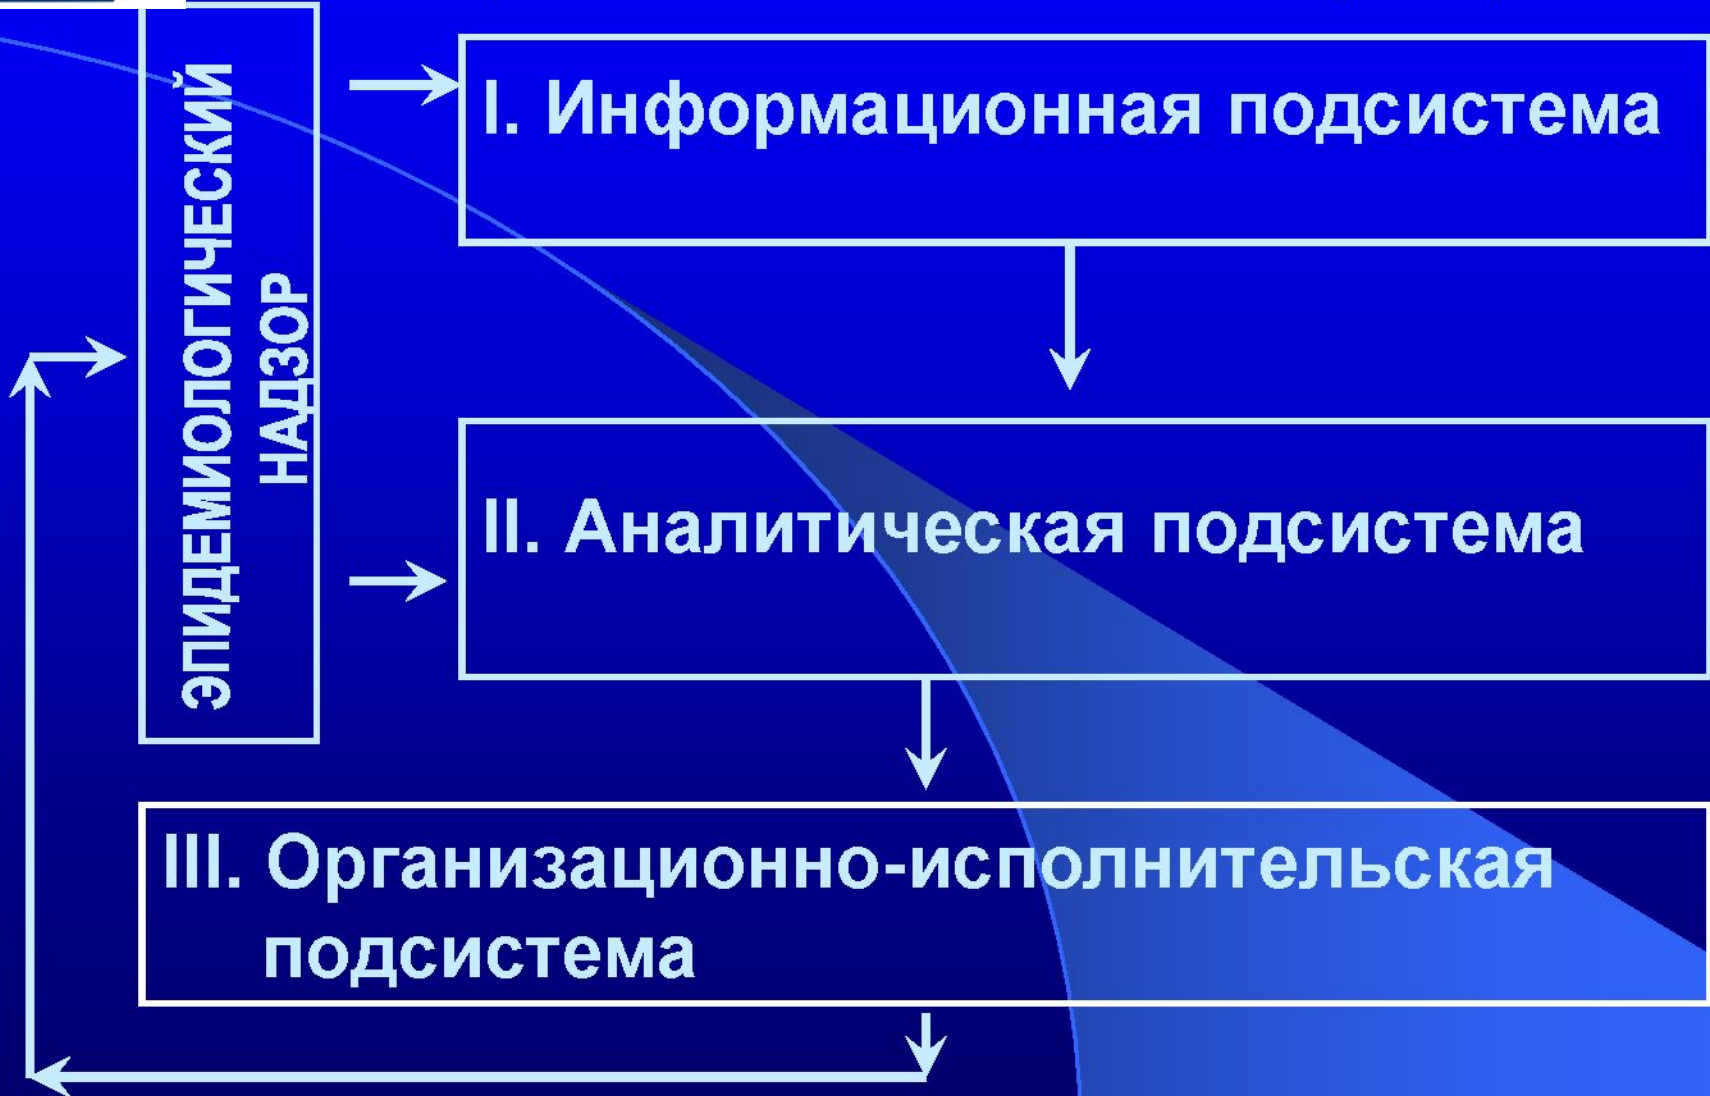 ЭПИДЕМИОЛОГИЧЕСКИЙ
НАДЗОР
I. Информационная подсистема
II. Аналитическая подсистема
III. Организационно-исполнительская
подсистема